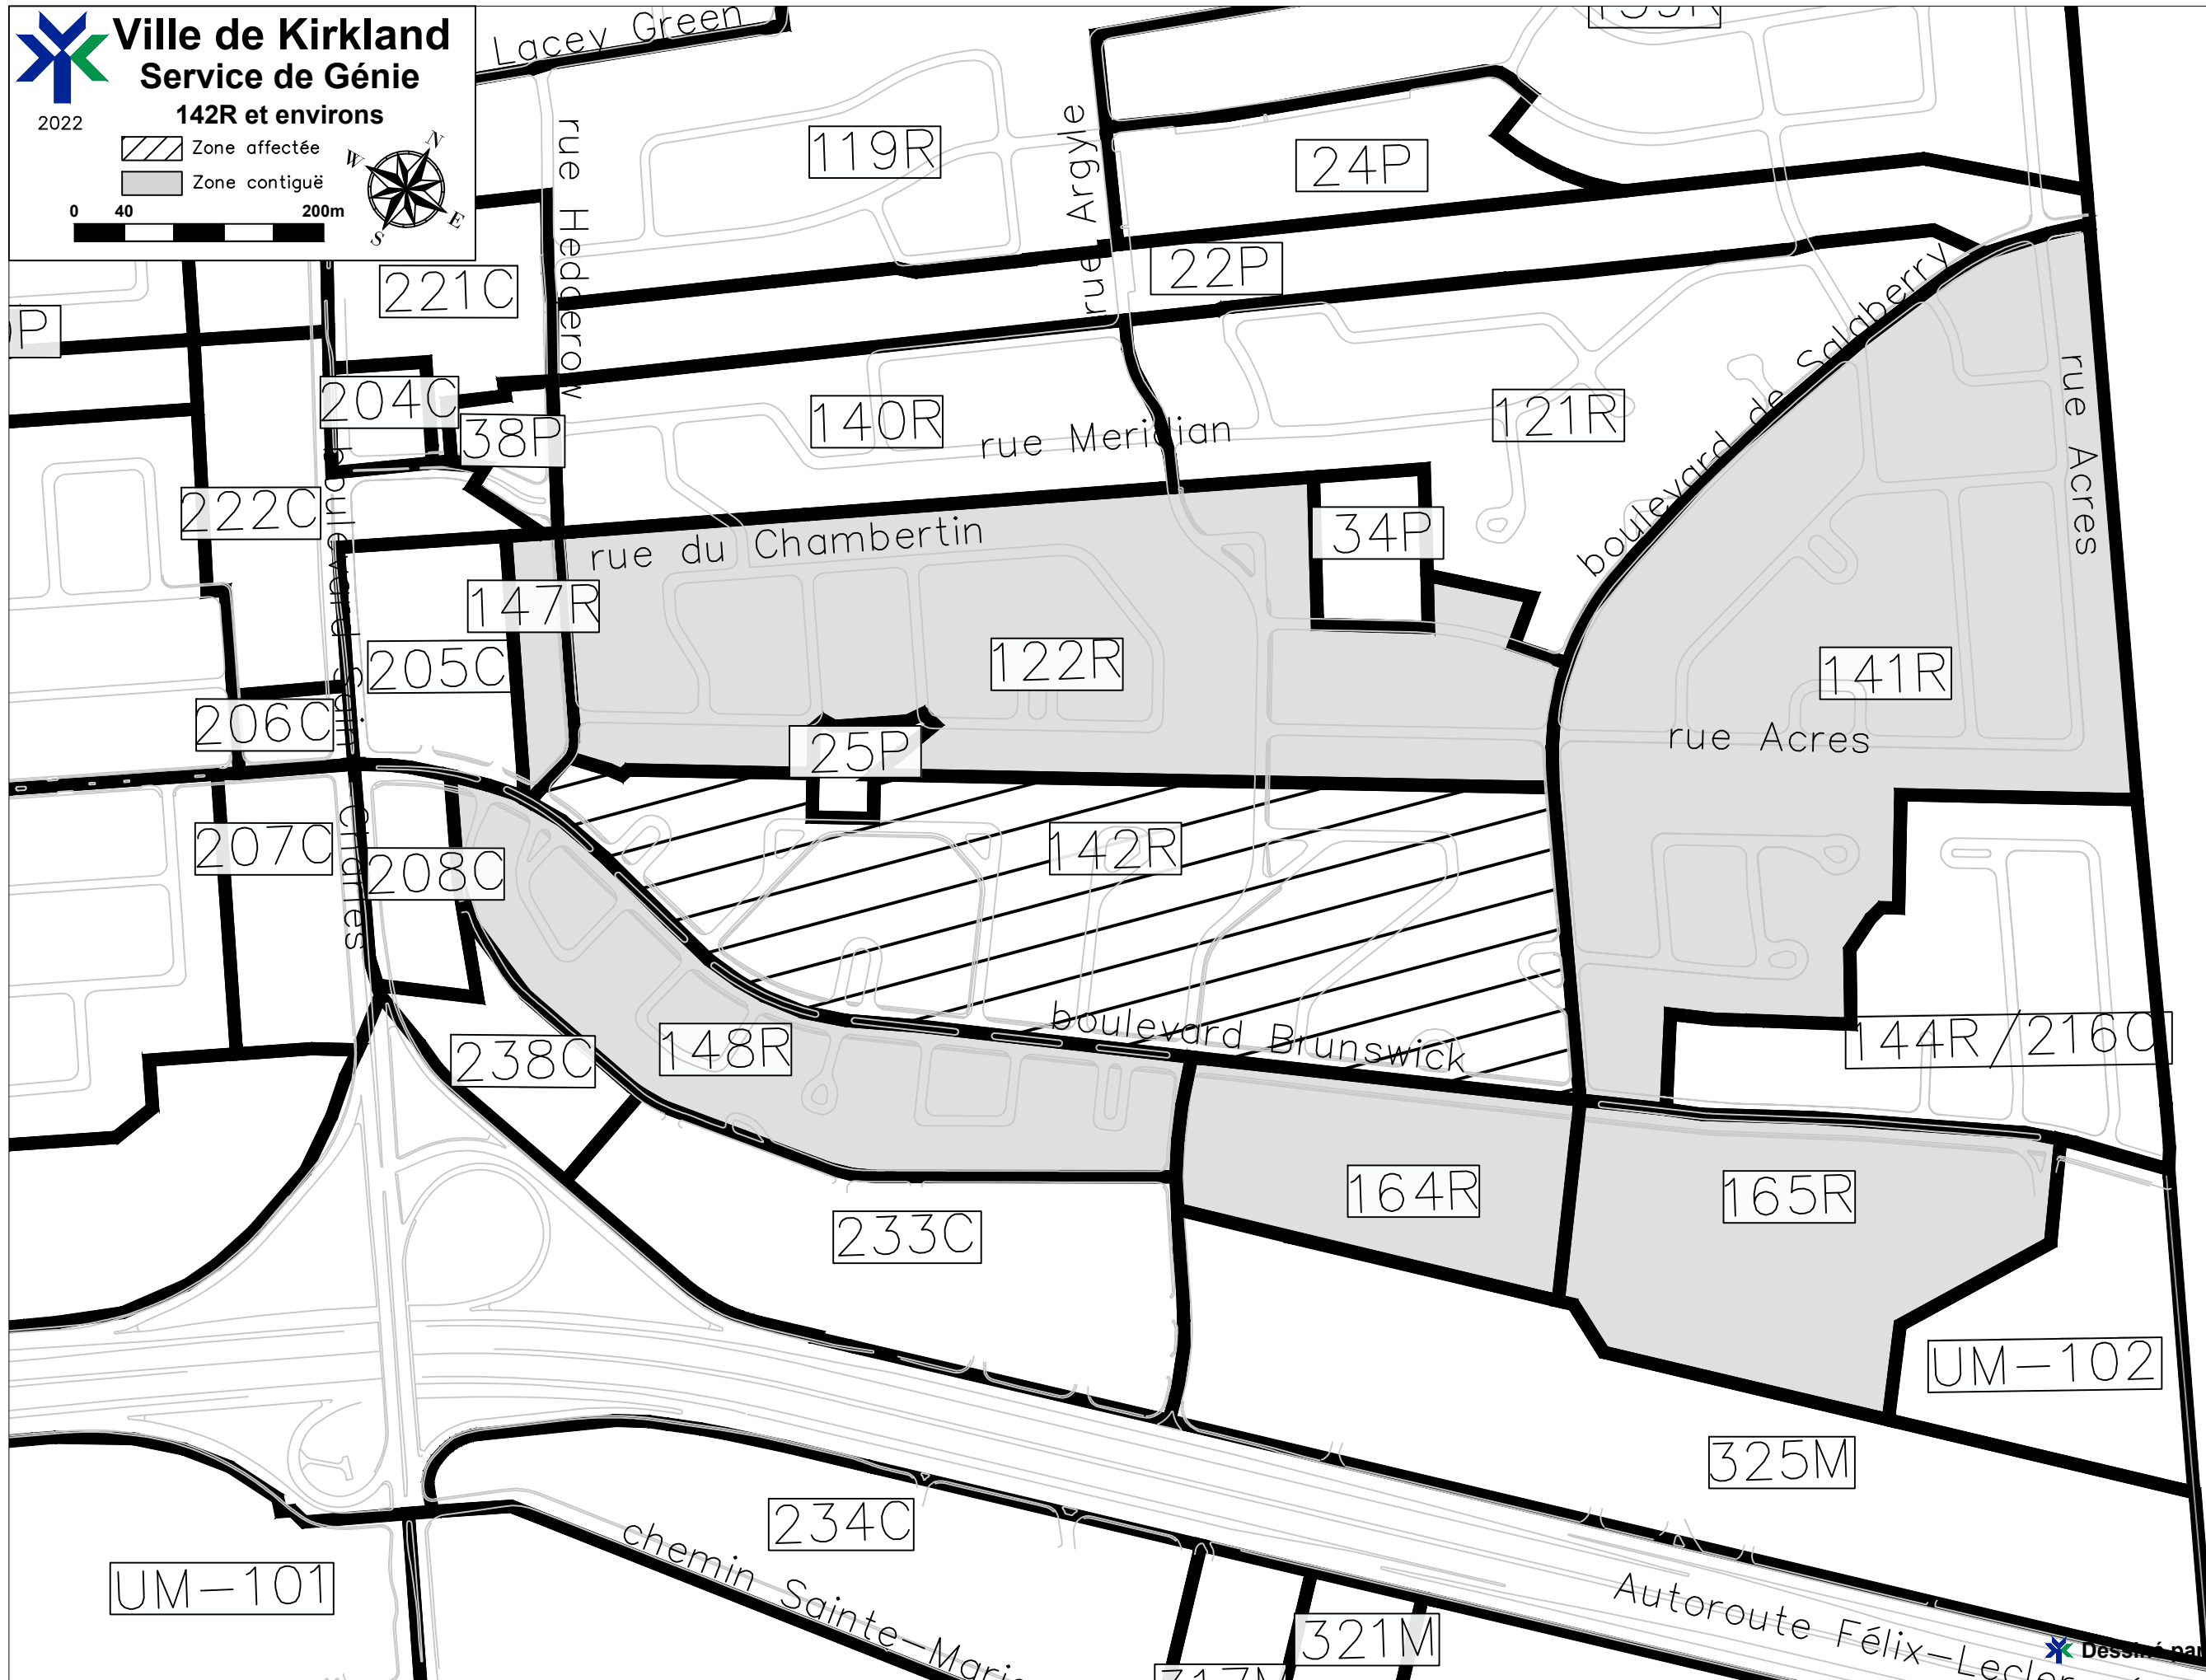 Ville de Kirkland
Service de Génie
142R et environs
2022
Zone affectée
Zone contiguë
0 40 200m
N
W
E
S
Lacey Green
rue Hedgerow
rue Argyle
119R
24P
22P
221C
204C
38P
140R
rue Meridian
121R
boulevard de Salaberry
rue Acres
222C
boulevard Saint-Charles
rue du Chambertin
34P
147R
205C
122R
141R
206C
25P
rue Acres
207C
208C
142R
238C
148R
boulevard Brunswick
144R/216C
164R
165R
233C
UM-102
325M
234C
chemin Sainte-Marie
UM-101
321M
317M
Autoroute
Dessiné par